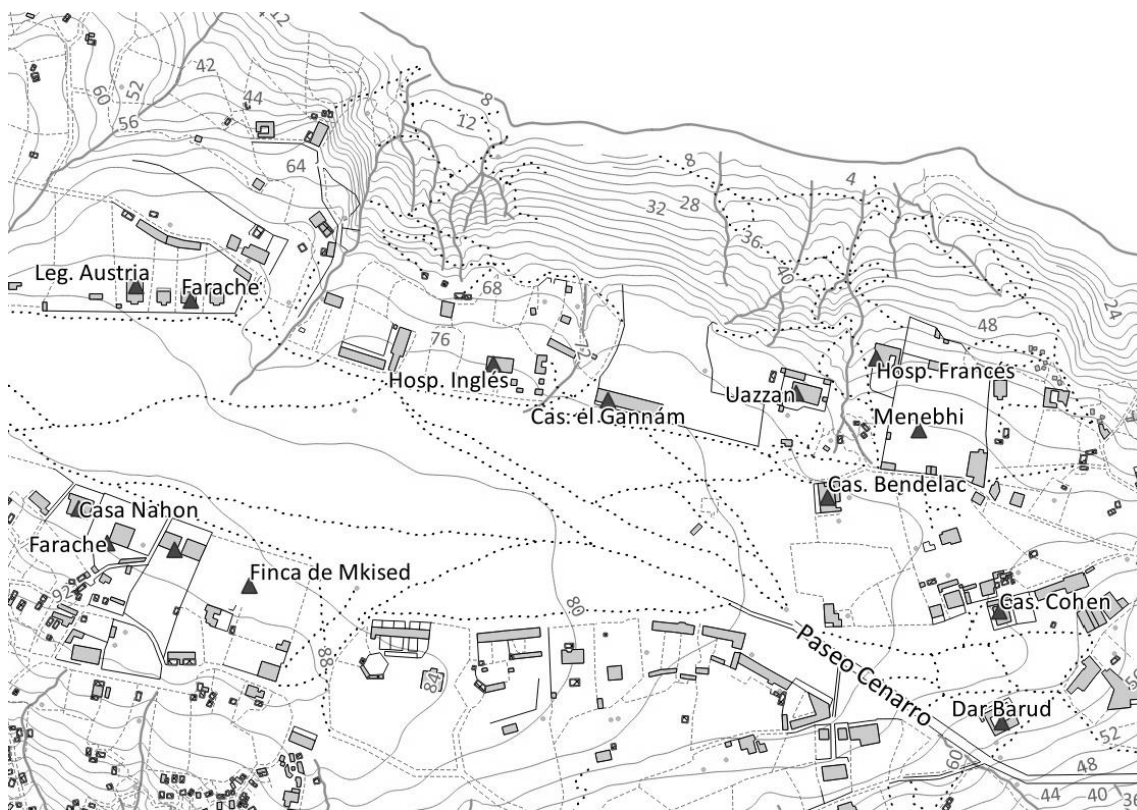 12
42
52
60
44
56
8
12
64
8
4
32
28
36
40
24
Leg. Austria
Farache
68
48
76
72
Hosp. Inglés
Hosp. Francés
Cas. el Gannám
Uazzan
Menebhi
Cas. Bendelac
Casa Nahon
Farache
Finca de Mkised
92
80
Cas. Cohen
88
84
Paseo Cenarro
Dar Barud
52
60
48
44
40